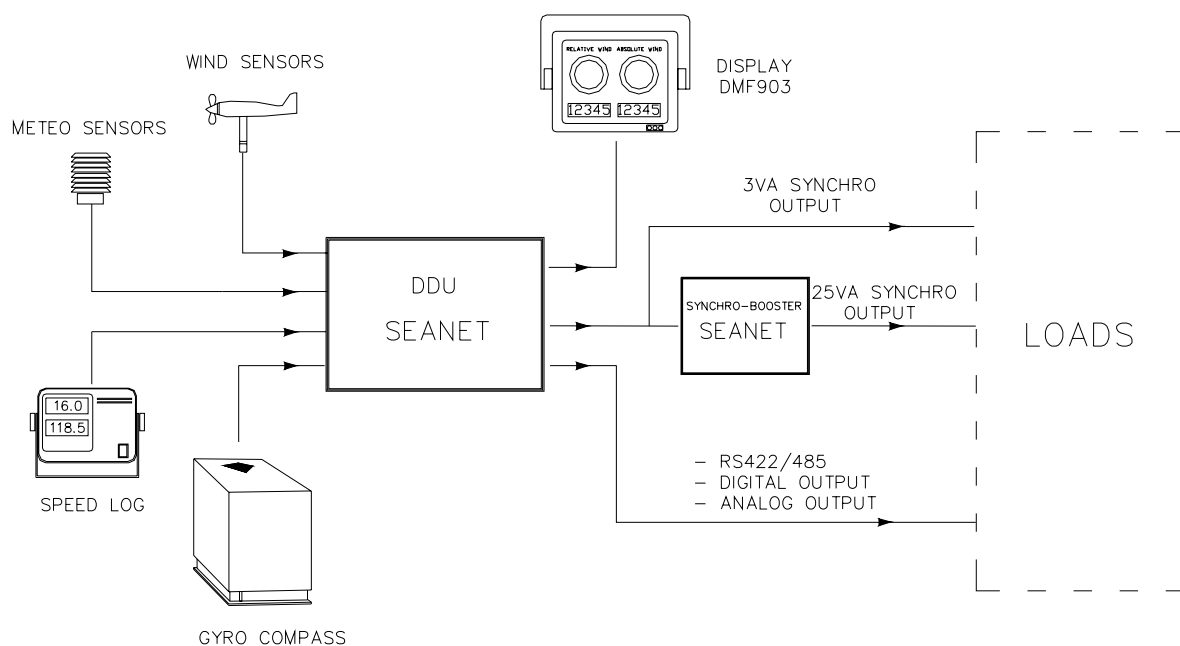 WIND SENSORS
METEO SENSORS
RELATIVE WIND ABSOLUTE WIND
12345 12345
DISPLAY
DMF903
3VA SYNCHRO
OUTPUT
DDU
SEANET
SYNCHRO-BOOSTER
SEANET
25VA SYNCHRO
OUTPUT
LOADS
16.0
118.5
SPEED LOG
- RS422/485
- DIGITAL OUTPUT
- ANALOG OUTPUT
GYRO COMPASS